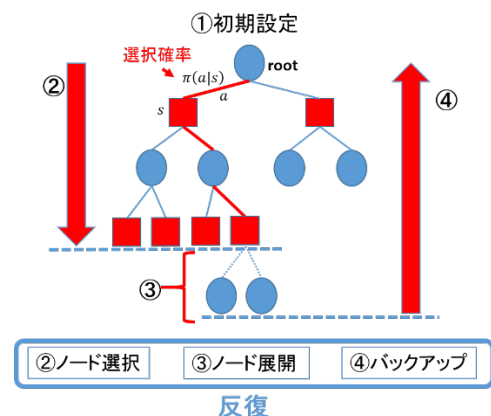 ①初期設定
選択確率
root
π(a|s)
a
②
s
④
③
②ノード選択
③ノード展開
④バックアップ
反復